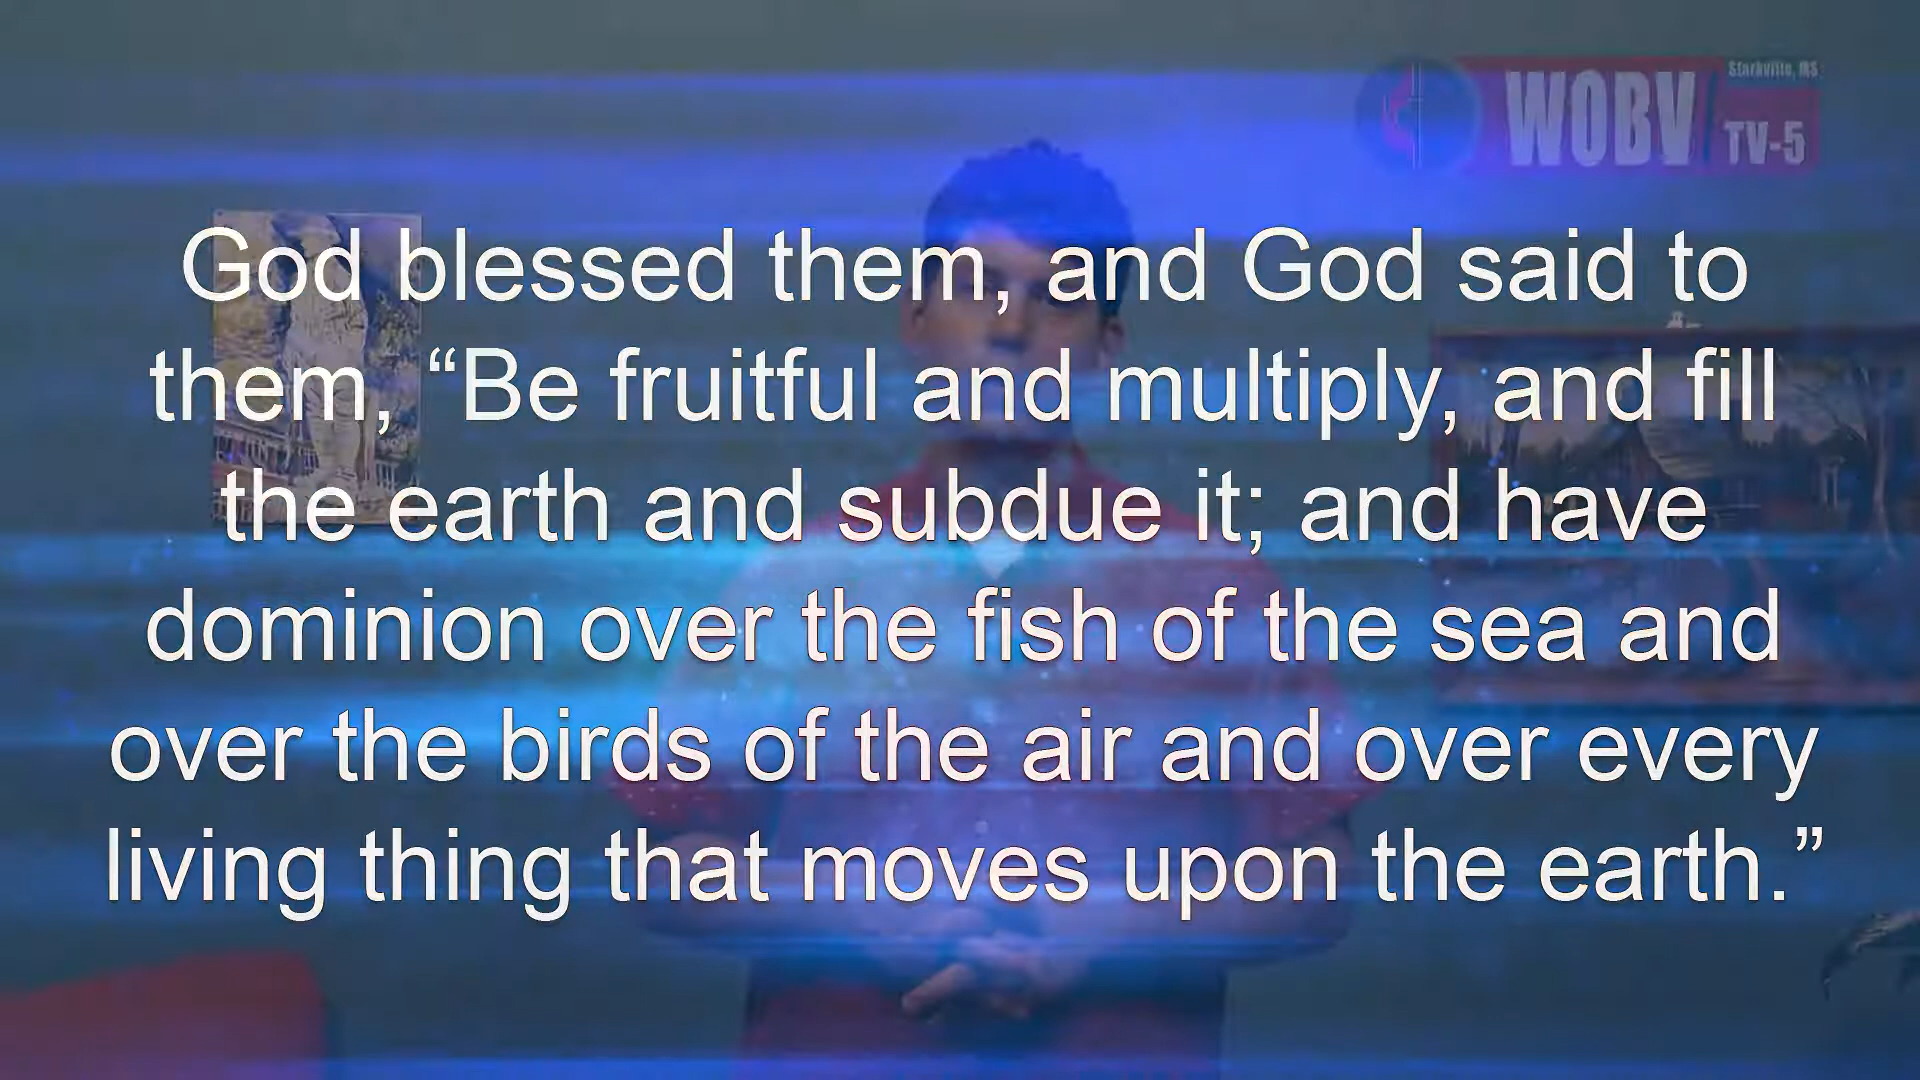 Starkville, MS
WOBV
TV-5
God blessed them, and God said to
them, “Be fruitful and multiply, and fill
the earth and subdue it; and have
dominion over the fish of the sea and
over the birds of the air and over every
living thing that moves upon the earth.”